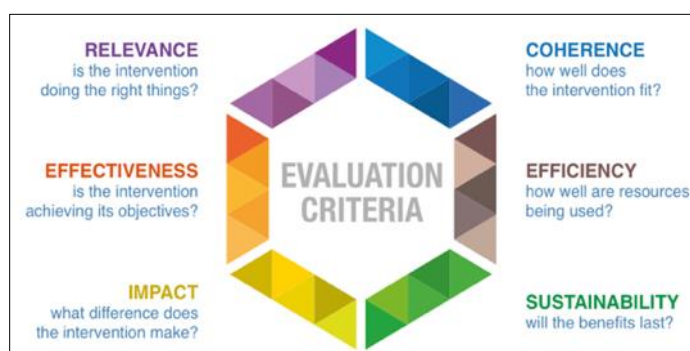 RELEVANCE
is the intervention
doing the right things?
COHERENCE
how well does
the intervention fit?
EFFECTIVENESS
is the intervention
achieving its objectives?
EVALUATION
CRITERIA
EFFICIENCY
how well are resources
being used?
IMPACT
what difference does
the intervention make?
SUSTAINABILITY
will the benefits last?